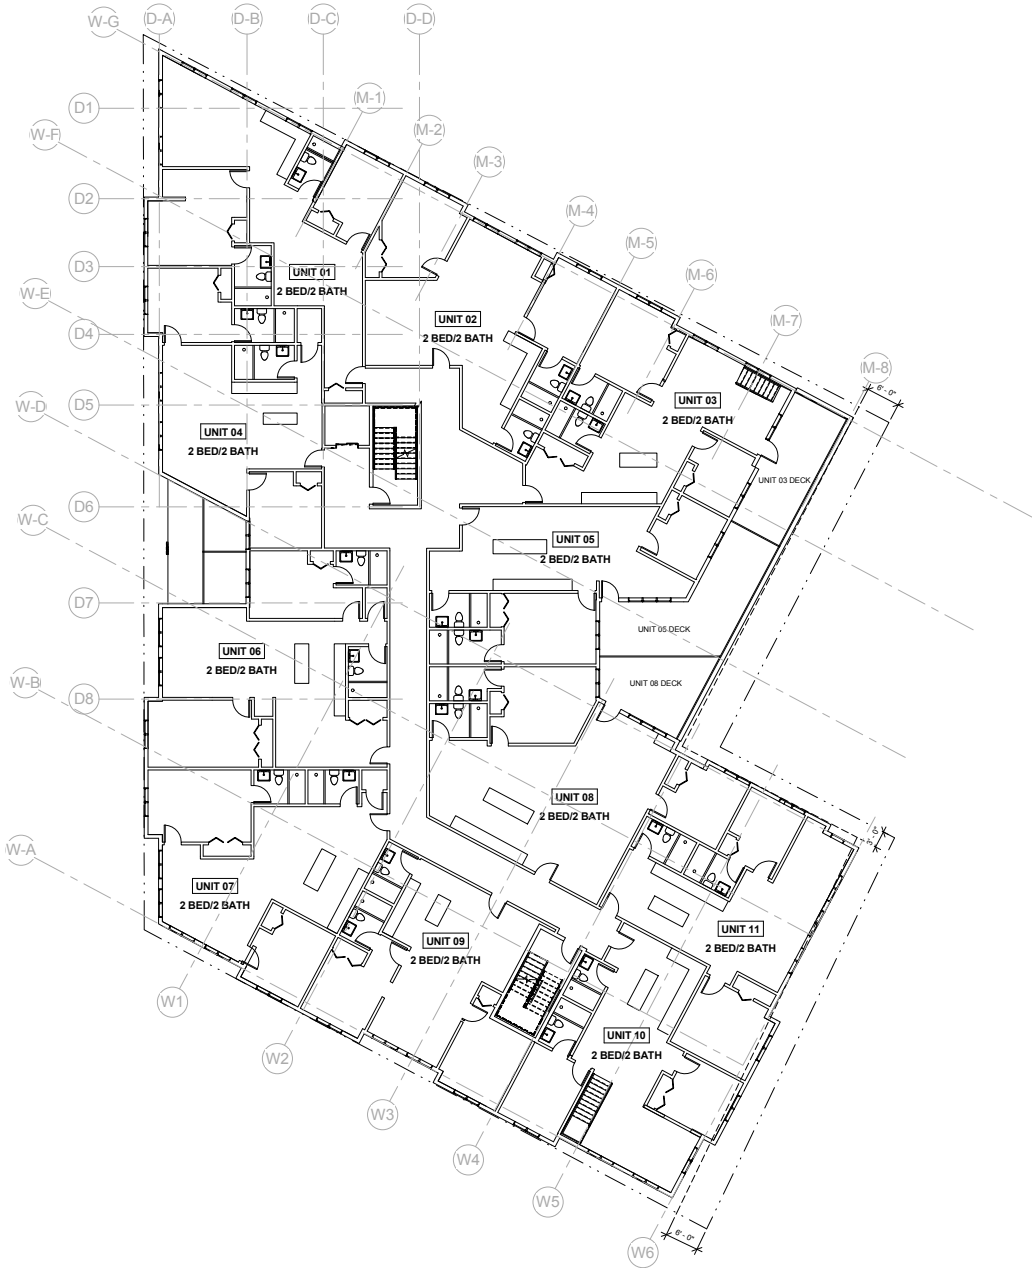 W-G
D-A
D-B
D-C
D-D
D1
M-1
M-2
W-F
M-3
D2
M-4
M-5
D3
UNIT 01
2 BED/2 BATH
M-6
W-E
UNIT 02
2 BED/2 BATH
M-7
D4
M-8
6'- 0"
W-D
D5
UNIT 03
2 BED/2 BATH
UNIT 04
2 BED/2 BATH
UNIT 03 DECK
D6
W-C
UNIT 05
2 BED/2 BATH
D7
UNIT 05 DECK
UNIT 06
2 BED/2 BATH
W-B
UNIT 08 DECK
D8
UNIT 08
2 BED/2 BATH
3'- 0"
W-A
UNIT 07
2 BED/2 BATH
UNIT 11
2 BED/2 BATH
UNIT 09
2 BED/2 BATH
W1
UNIT 10
2 BED/2 BATH
W2
W3
W4
W5
6'- 0"
W6